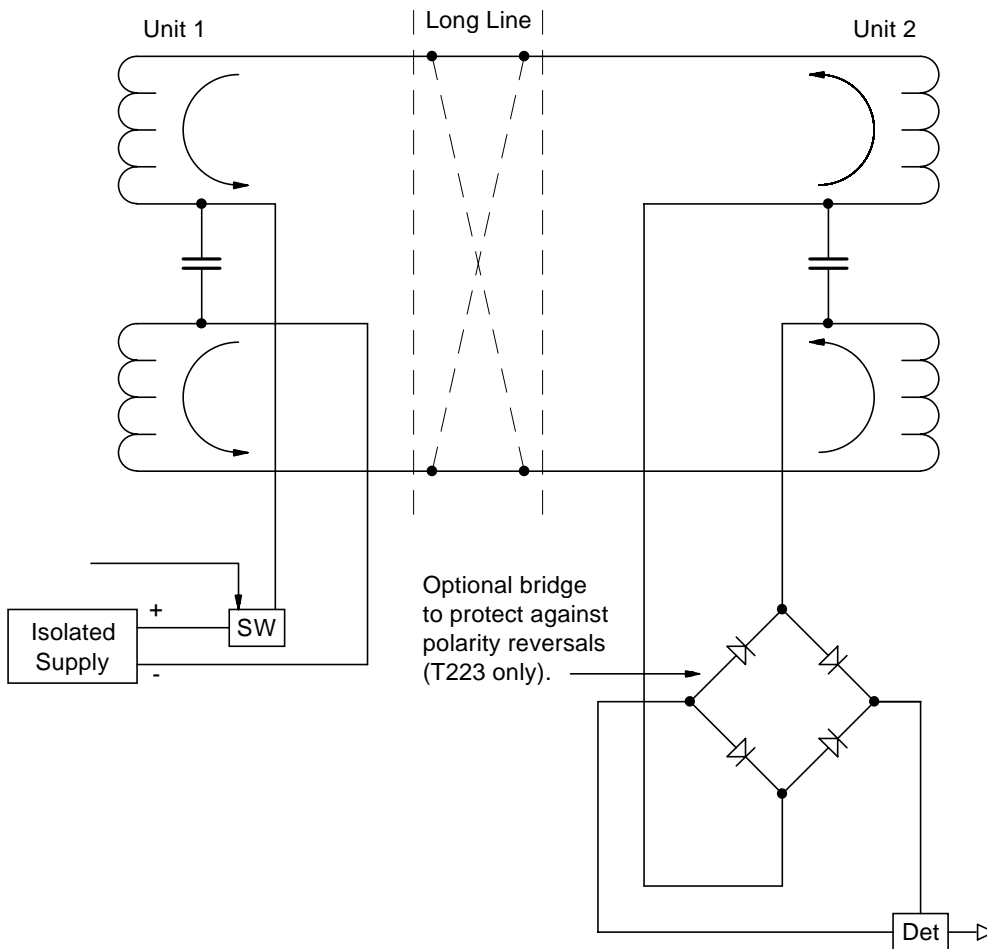 Unit 1
Long Line
Unit 2
Optional bridge
to protect against
polarity reversals
(T223 only).
+
SW
Isolated
Supply
-
Det